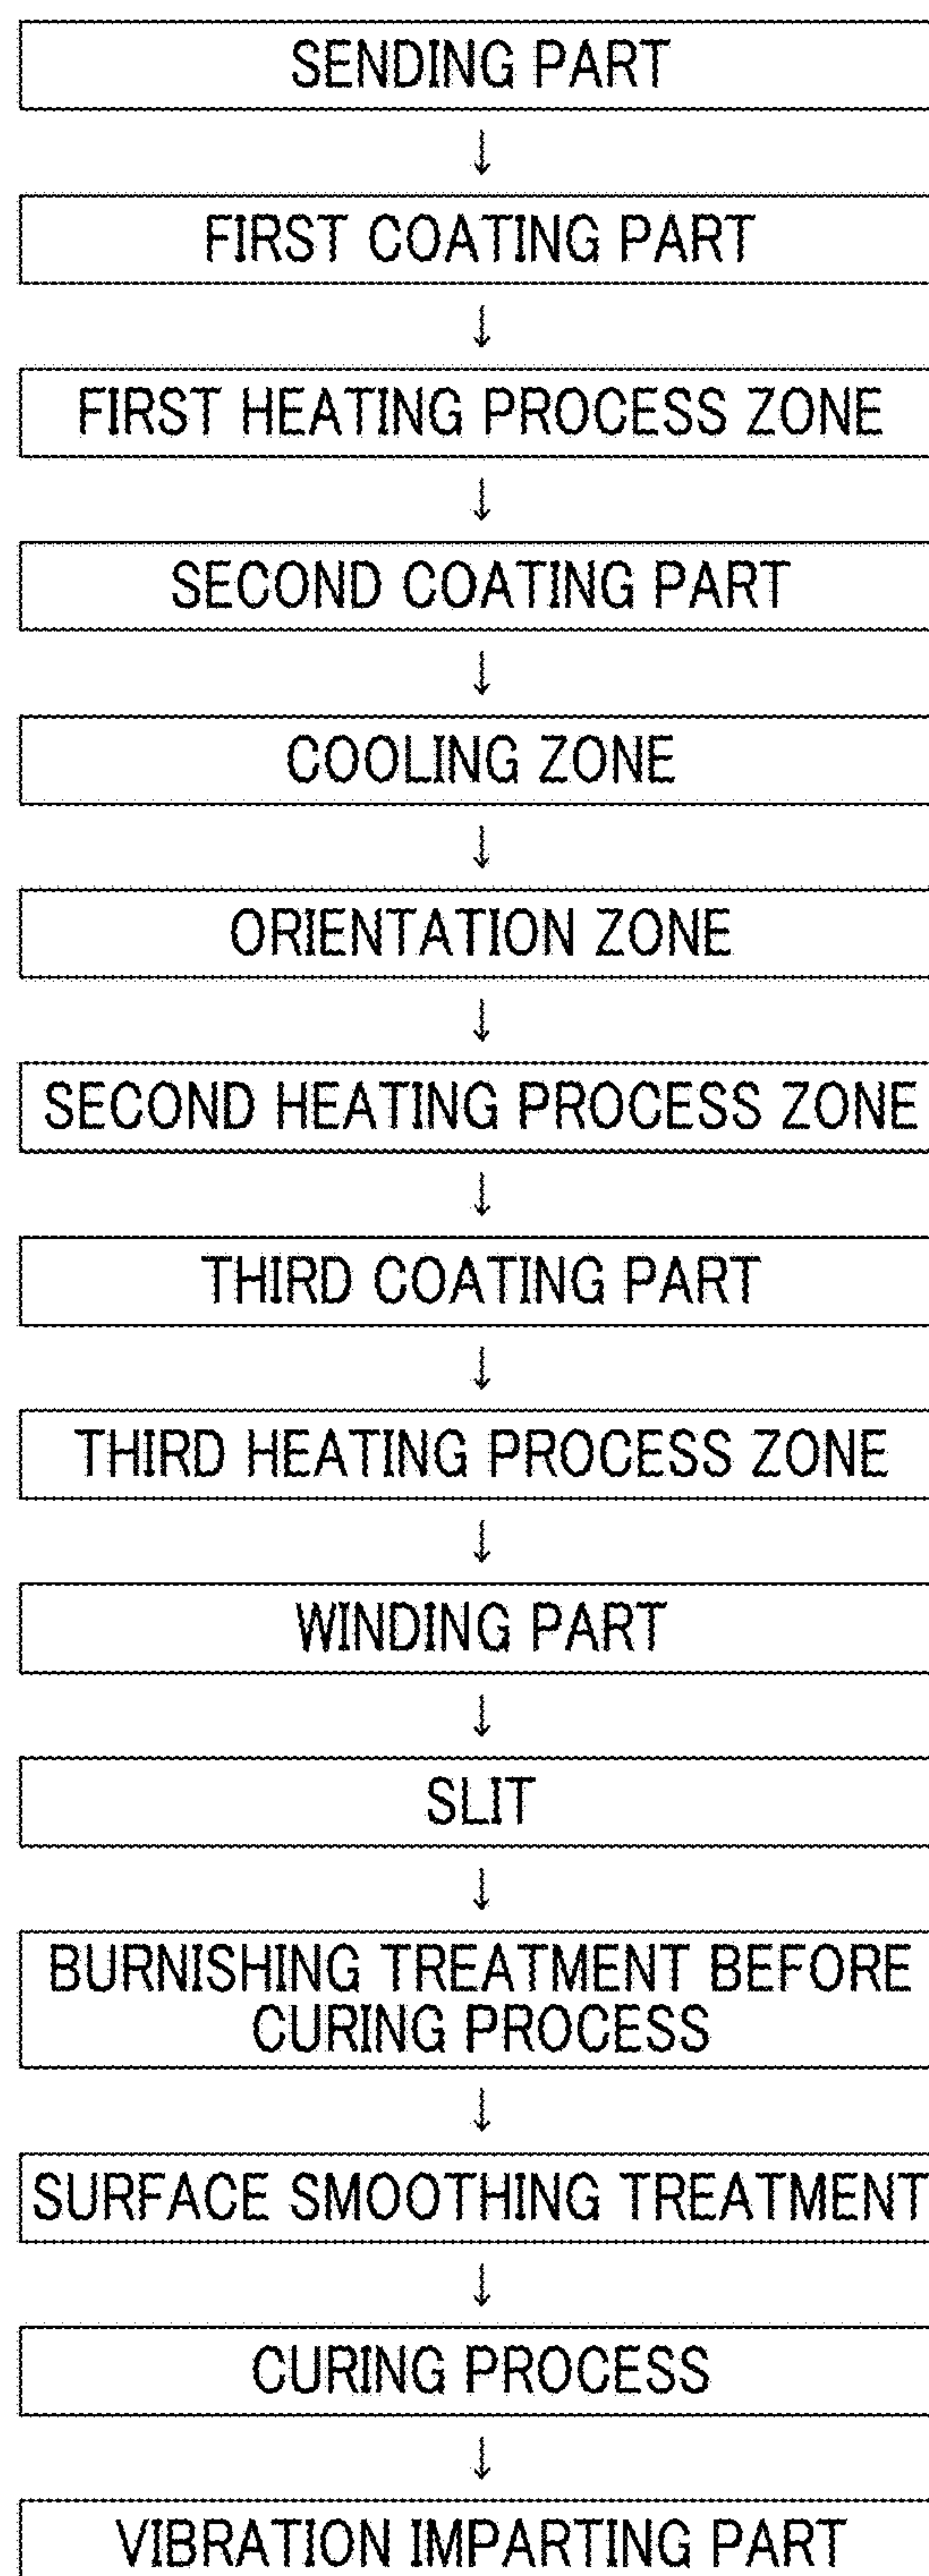 SENDING PART
↓
FIRST COATING PART
↓
FIRST HEATING PROCESS ZONE
↓
SECOND COATING PART
↓
COOLING ZONE
↓
ORIENTATION ZONE
↓
SECOND HEATING PROCESS ZONE
↓
THIRD COATING PART
↓
THIRD HEATING PROCESS ZONE
↓
WINDING PART
↓
SLIT
↓
BURNISHING TREATMENT BEFORE
CURING PROCESS
↓
SURFACE SMOOTHING TREATMENT
↓
CURING PROCESS
↓
VIBRATION IMPARTING PART